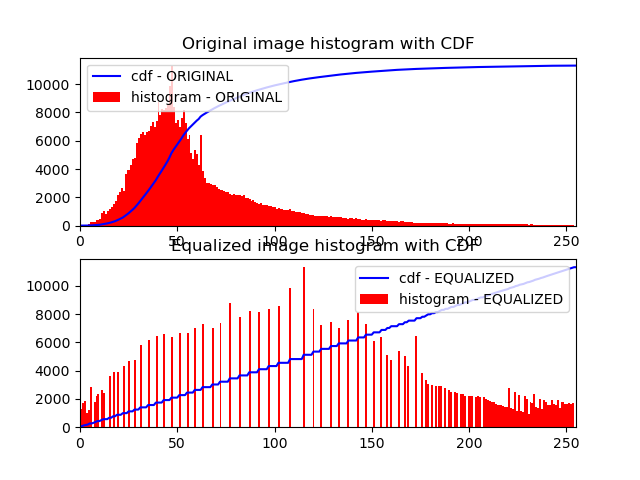 Original image histogram with CDF
cdf - ORIGINAL
histogram - ORIGINAL
10000
8000
6000
4000
2000
0
0 50 100 150 200 250
Equalized image histogram with CDF
cdf - EQUALIZED
histogram - EQUALIZED
10000
8000
6000
4000
2000
0
0 50 100 150 200 250